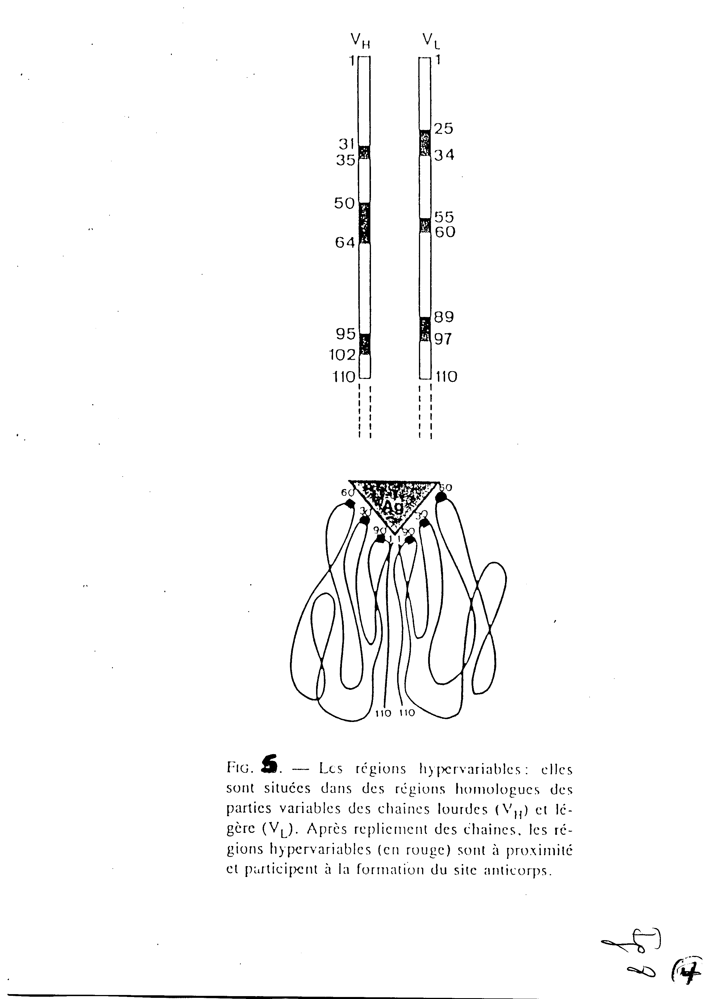 VH VL
1 1
25
31
34
35
50
55
60
64
89
95
97
102
110 110
60 60
Ag
30 30
90 90
1 1
110 110
FIG. 5. — Les régions hypervariables: elles
sont situées dans des régions homologues des
parties variables des chaines lourdes (VH) et lé-
gère (VL). Après repliement des chaines, les ré-
gions hypervariables (en rouge) sont à proximité
et participent à la formation du site anticorps.